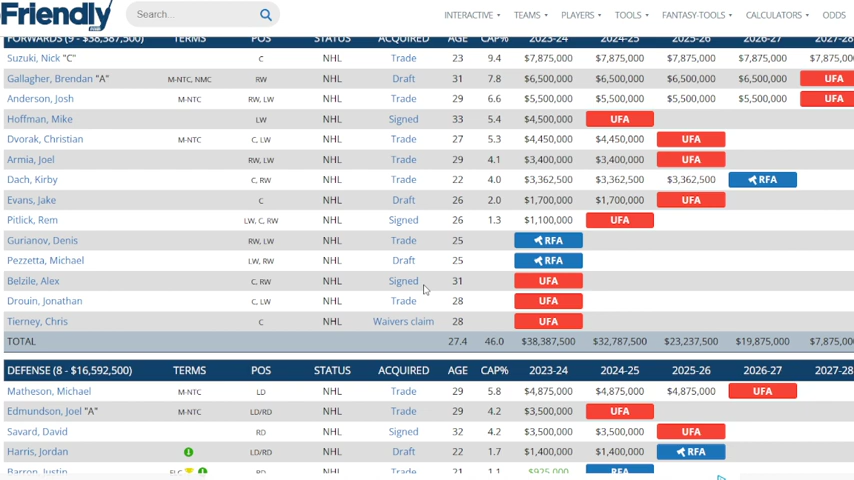 Friendly
Search...
INTERACTIVE TEAMS PLAYERS TOOLS FANTASY-TOOLS CALCULATORS ODDS
FORWARDS (9 - $38,387,500) TERMS POS STATUS ACQUIRED AGE CAP% 2023-24 2024-25 2025-26 2026-27 2027-28
Suzuki, Nick "C" C NHL Trade 23 9.4 $7,875,000 $7,875,000 $7,875,000 $7,875,000 $7,875,00
Gallagher, Brendan "A" M-NTC, NMC RW NHL Draft 31 7.8 $6,500,000 $6,500,000 $6,500,000 $6,500,000 UFA
Anderson, Josh M-NTC RW, LW NHL Trade 29 6.6 $5,500,000 $5,500,000 $5,500,000 $5,500,000 UFA
Hoffman, Mike LW NHL Signed 33 5.4 $4,500,000 UFA
Dvorak, Christian M-NTC C, LW NHL Trade 27 5.3 $4,450,000 $4,450,000 UFA
Armia, Joel RW, LW NHL Trade 29 4.1 $3,400,000 $3,400,000 UFA
Dach, Kirby C, RW NHL Trade 22 4.0 $3,362,500 $3,362,500 $3,362,500 RFA
Evans, Jake C NHL Draft 26 2.0 $1,700,000 $1,700,000 UFA
Pitlick, Rem LW, C, RW NHL Signed 26 1.3 $1,100,000 UFA
Gurianov, Denis RW, LW NHL Trade 25 RFA
Pezzetta, Michael LW, RW NHL Draft 25 RFA
Belzile, Alex C, RW NHL Signed 31 UFA
Drouin, Jonathan C, LW NHL Trade 28 UFA
Tierney, Chris C NHL Waivers claim 28 UFA
TOTAL 27.4 46.0 $38,387,500 $32,787,500 $23,237,500 $19,875,000 $7,875,00
DEFENSE (8 - $16,592,500) TERMS POS STATUS ACQUIRED AGE CAP% 2023-24 2024-25 2025-26 2026-27 2027-28
Matheson, Michael M-NTC LD NHL Trade 29 5.8 $4,875,000 $4,875,000 $4,875,000 UFA
Edmundson, Joel "A" M-NTC LD/RD NHL Trade 29 4.2 $3,500,000 UFA
Savard, David RD NHL Signed 32 4.2 $3,500,000 $3,500,000 UFA
Harris, Jordan LD/RD NHL Draft 22 1.7 $1,400,000 $1,400,000 RFA
Barron, Justin ELC RD NHL Trade 21 1.1 $925,000 RFA